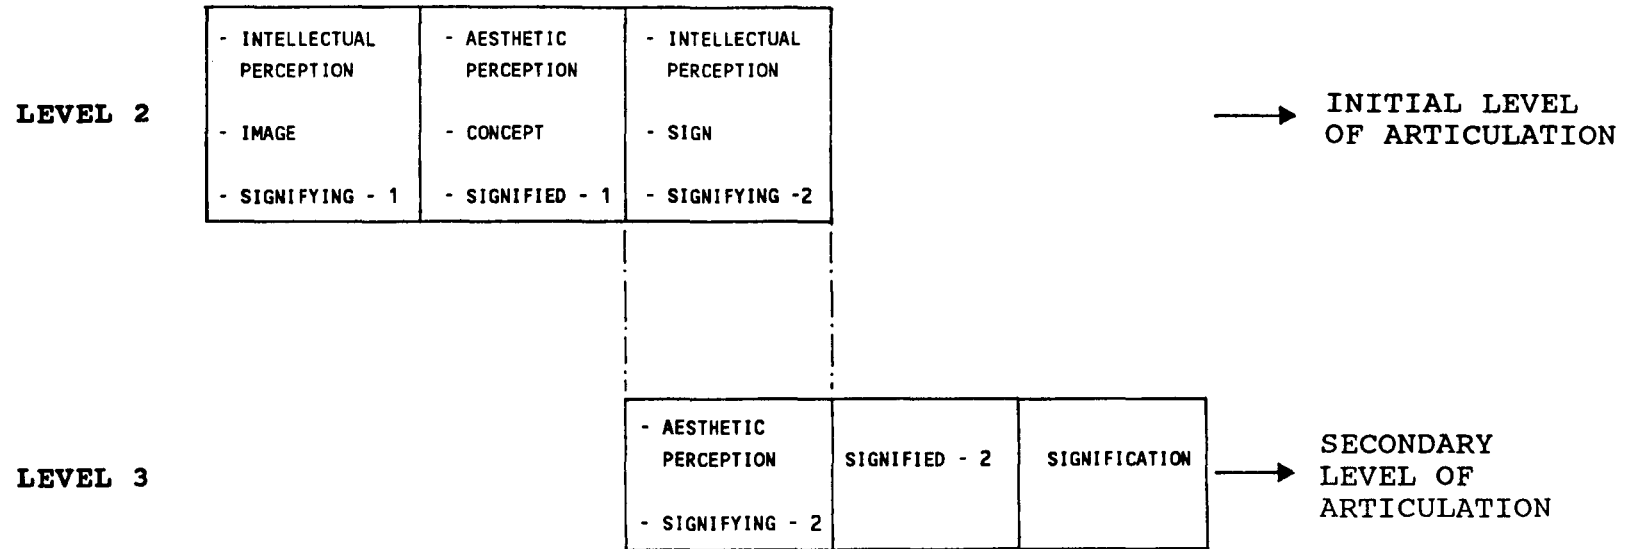 - INTELLECTUAL
PERCEPTION
- IMAGE
- SIGNIFYING - 1
- AESTHETIC
PERCEPTION
- CONCEPT
- SIGNIFIED - 1
- INTELLECTUAL
PERCEPTION
- SIGN
- SIGNIFYING -2
LEVEL 2
INITIAL LEVEL
OF ARTICULATION
LEVEL 3
- AESTHETIC
PERCEPTION
- SIGNIFYING - 2
SIGNIFIED - 2
SIGNIFICATION
SECONDARY
LEVEL OF
ARTICULATION